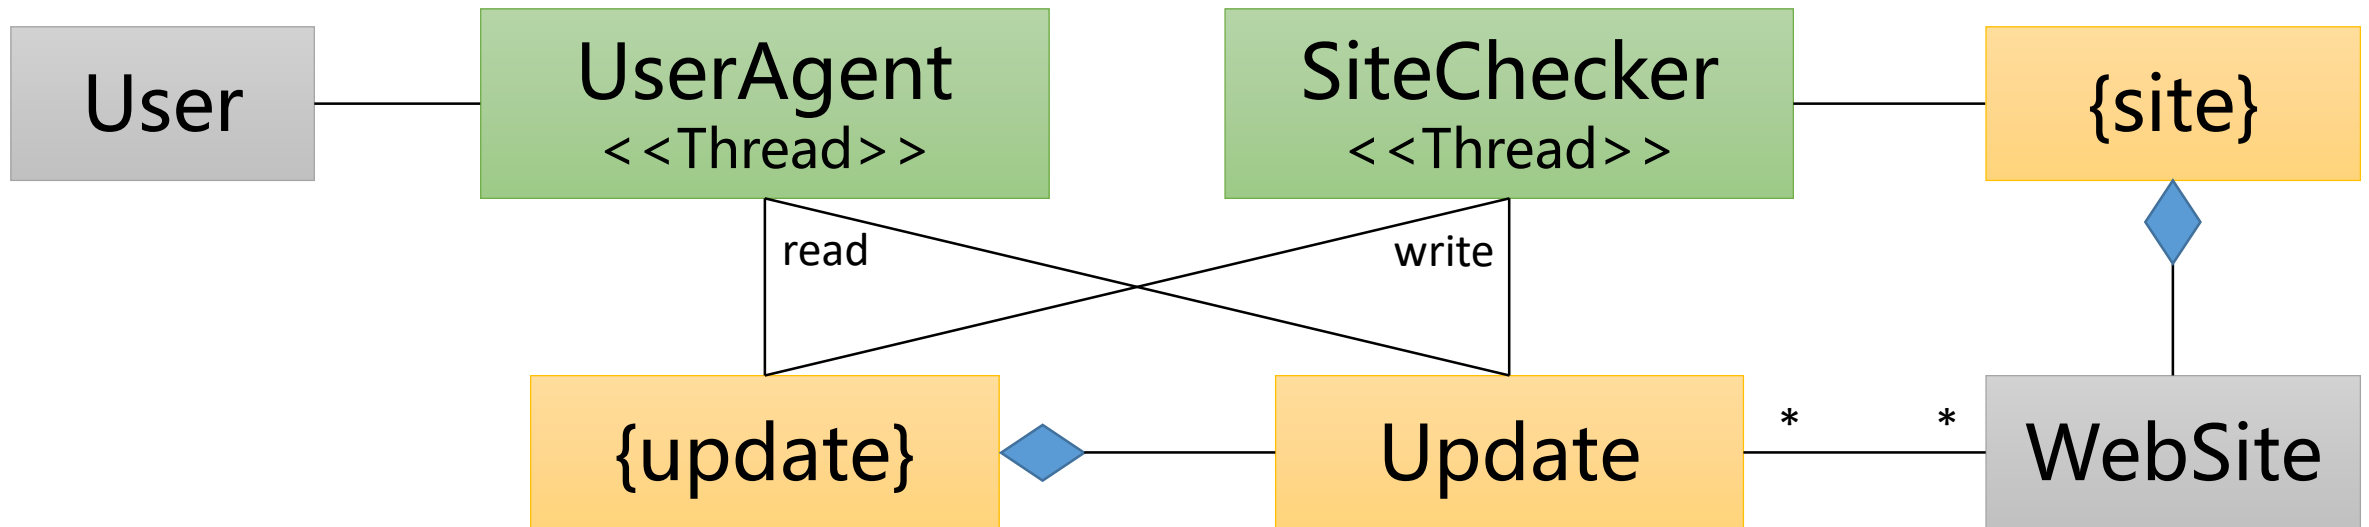 User
UserAgent
<<Thread>>
SiteChecker
<<Thread>>
{site}
read
write
{update}
Update
*
*
WebSite